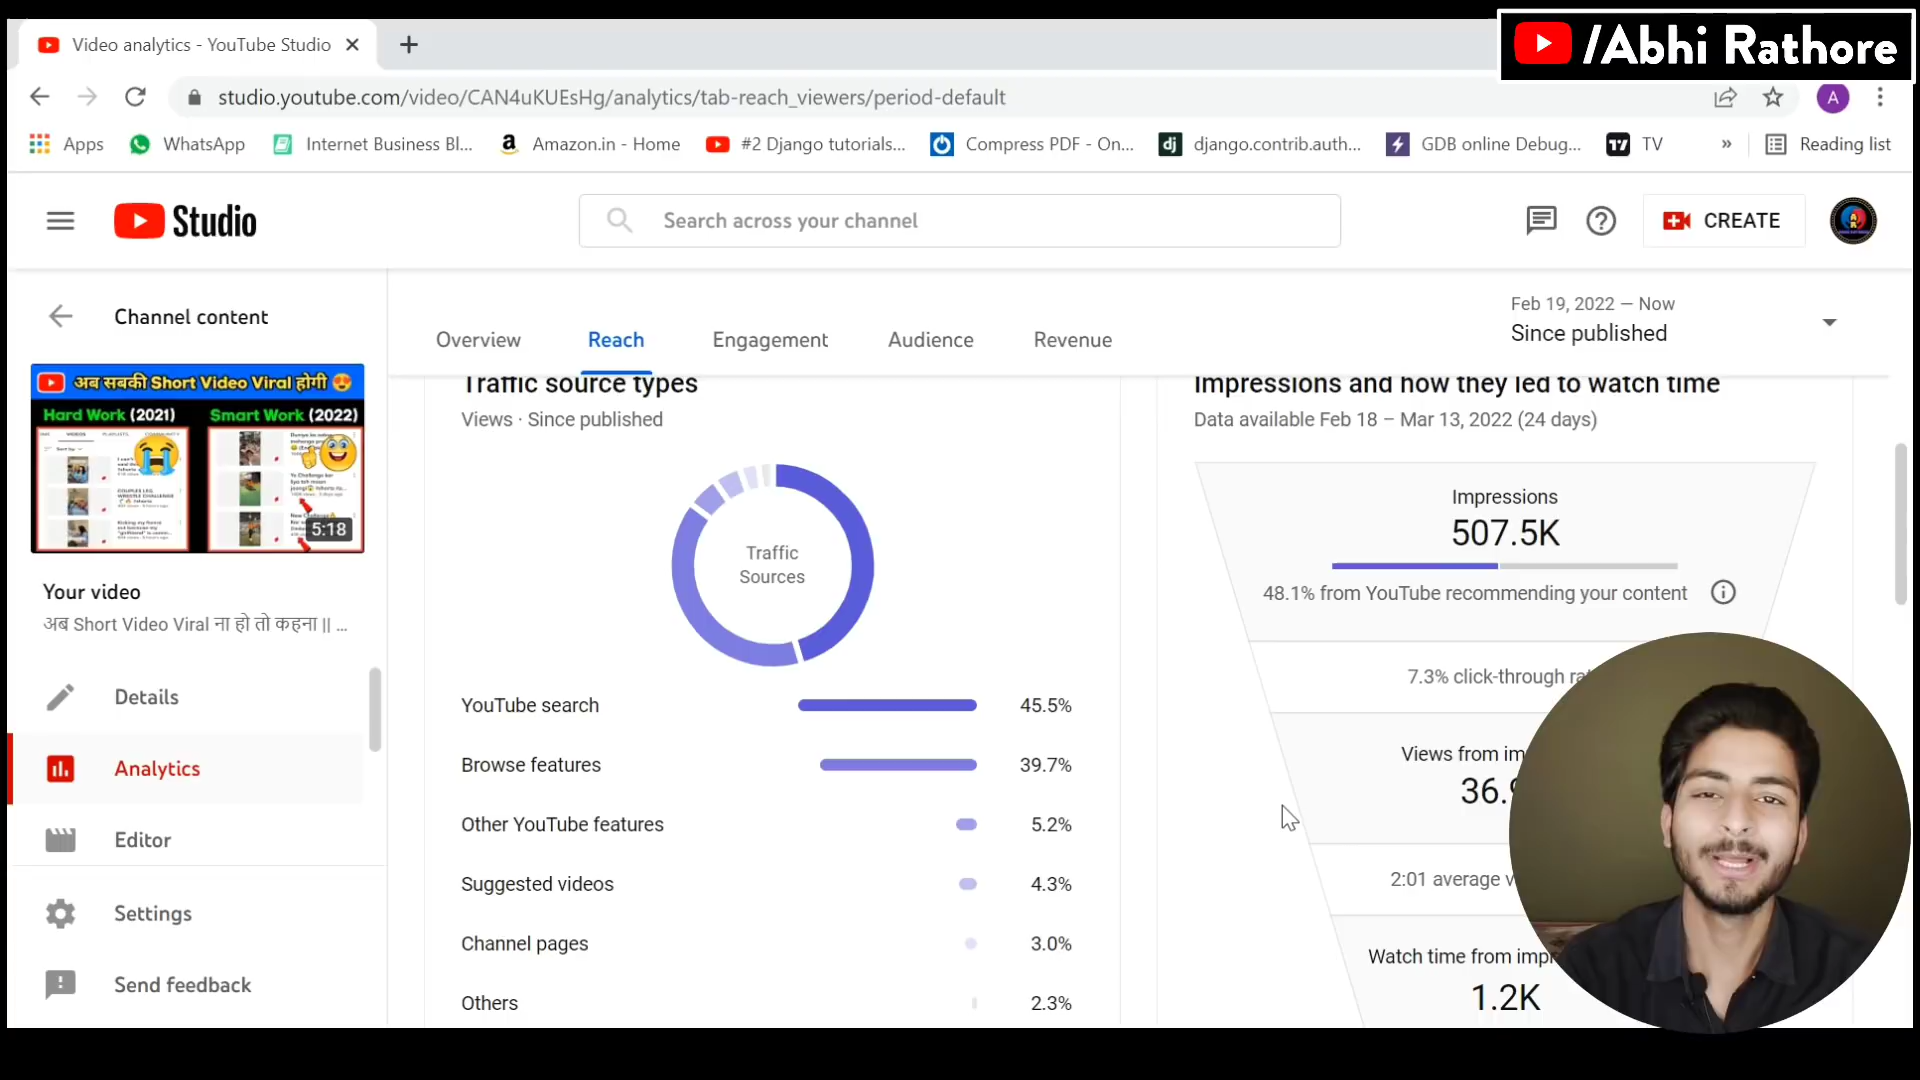 Video analytics - YouTube Studio
/Abhi Rathore
studio.youtube.com/video/CAN4uKUEsHg/analytics/tab-reach_viewers/period-default
A
Apps
WhatsApp
Internet Business Bl...
Amazon.in - Home
#2 Django tutorials...
Compress PDF - On...
django.contrib.auth...
GDB online Debug...
TV
»
Reading list
Studio
Search across your channel
CREATE
Channel content
अब सबकी Short Video Viral होगी
Hard Work (2021)
Smart Work (2022)
5:18
Your video
अब Short Video Viral ना हो तो कहना || ...
Details
Analytics
Editor
Settings
Send feedback
Overview
Reach
Engagement
Audience
Revenue
Feb 19, 2022 – Now
Since published
Traffic source types
Views · Since published
Traffic
Sources
YouTube search 45.5%
Browse features 39.7%
Other YouTube features 5.2%
Suggested videos 4.3%
Channel pages 3.0%
Others 2.3%
Impressions and how they led to watch time
Data available Feb 18 – Mar 13, 2022 (24 days)
Impressions
507.5K
48.1% from YouTube recommending your content
7.3% click-through
Views from
36.
2:01 average
Watch time from
1.2K